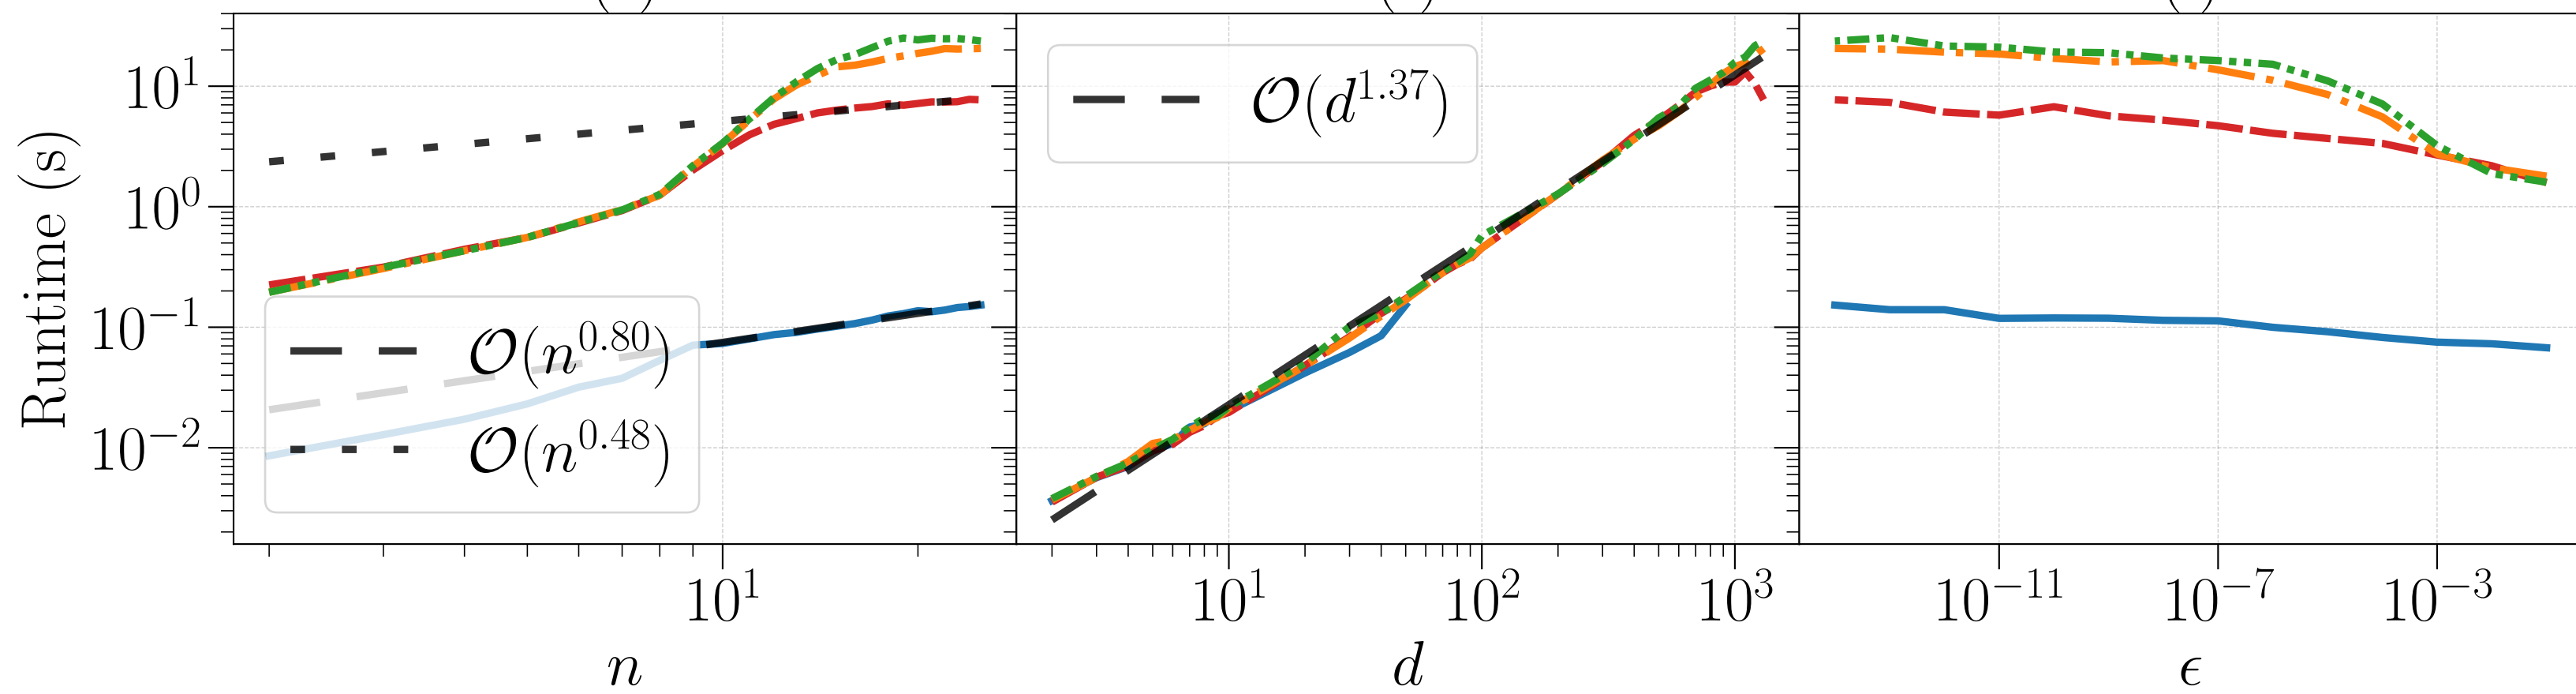 Runtime (s)
10^1
10^0
10^{-1}
10^{-2}
𝒪(n^{0.80})
𝒪(n^{0.48})
10^1
n
𝒪(d^{1.37})
10^1 10^2 10^3
d
10^{-11} 10^{-7} 10^{-3}
ϵ